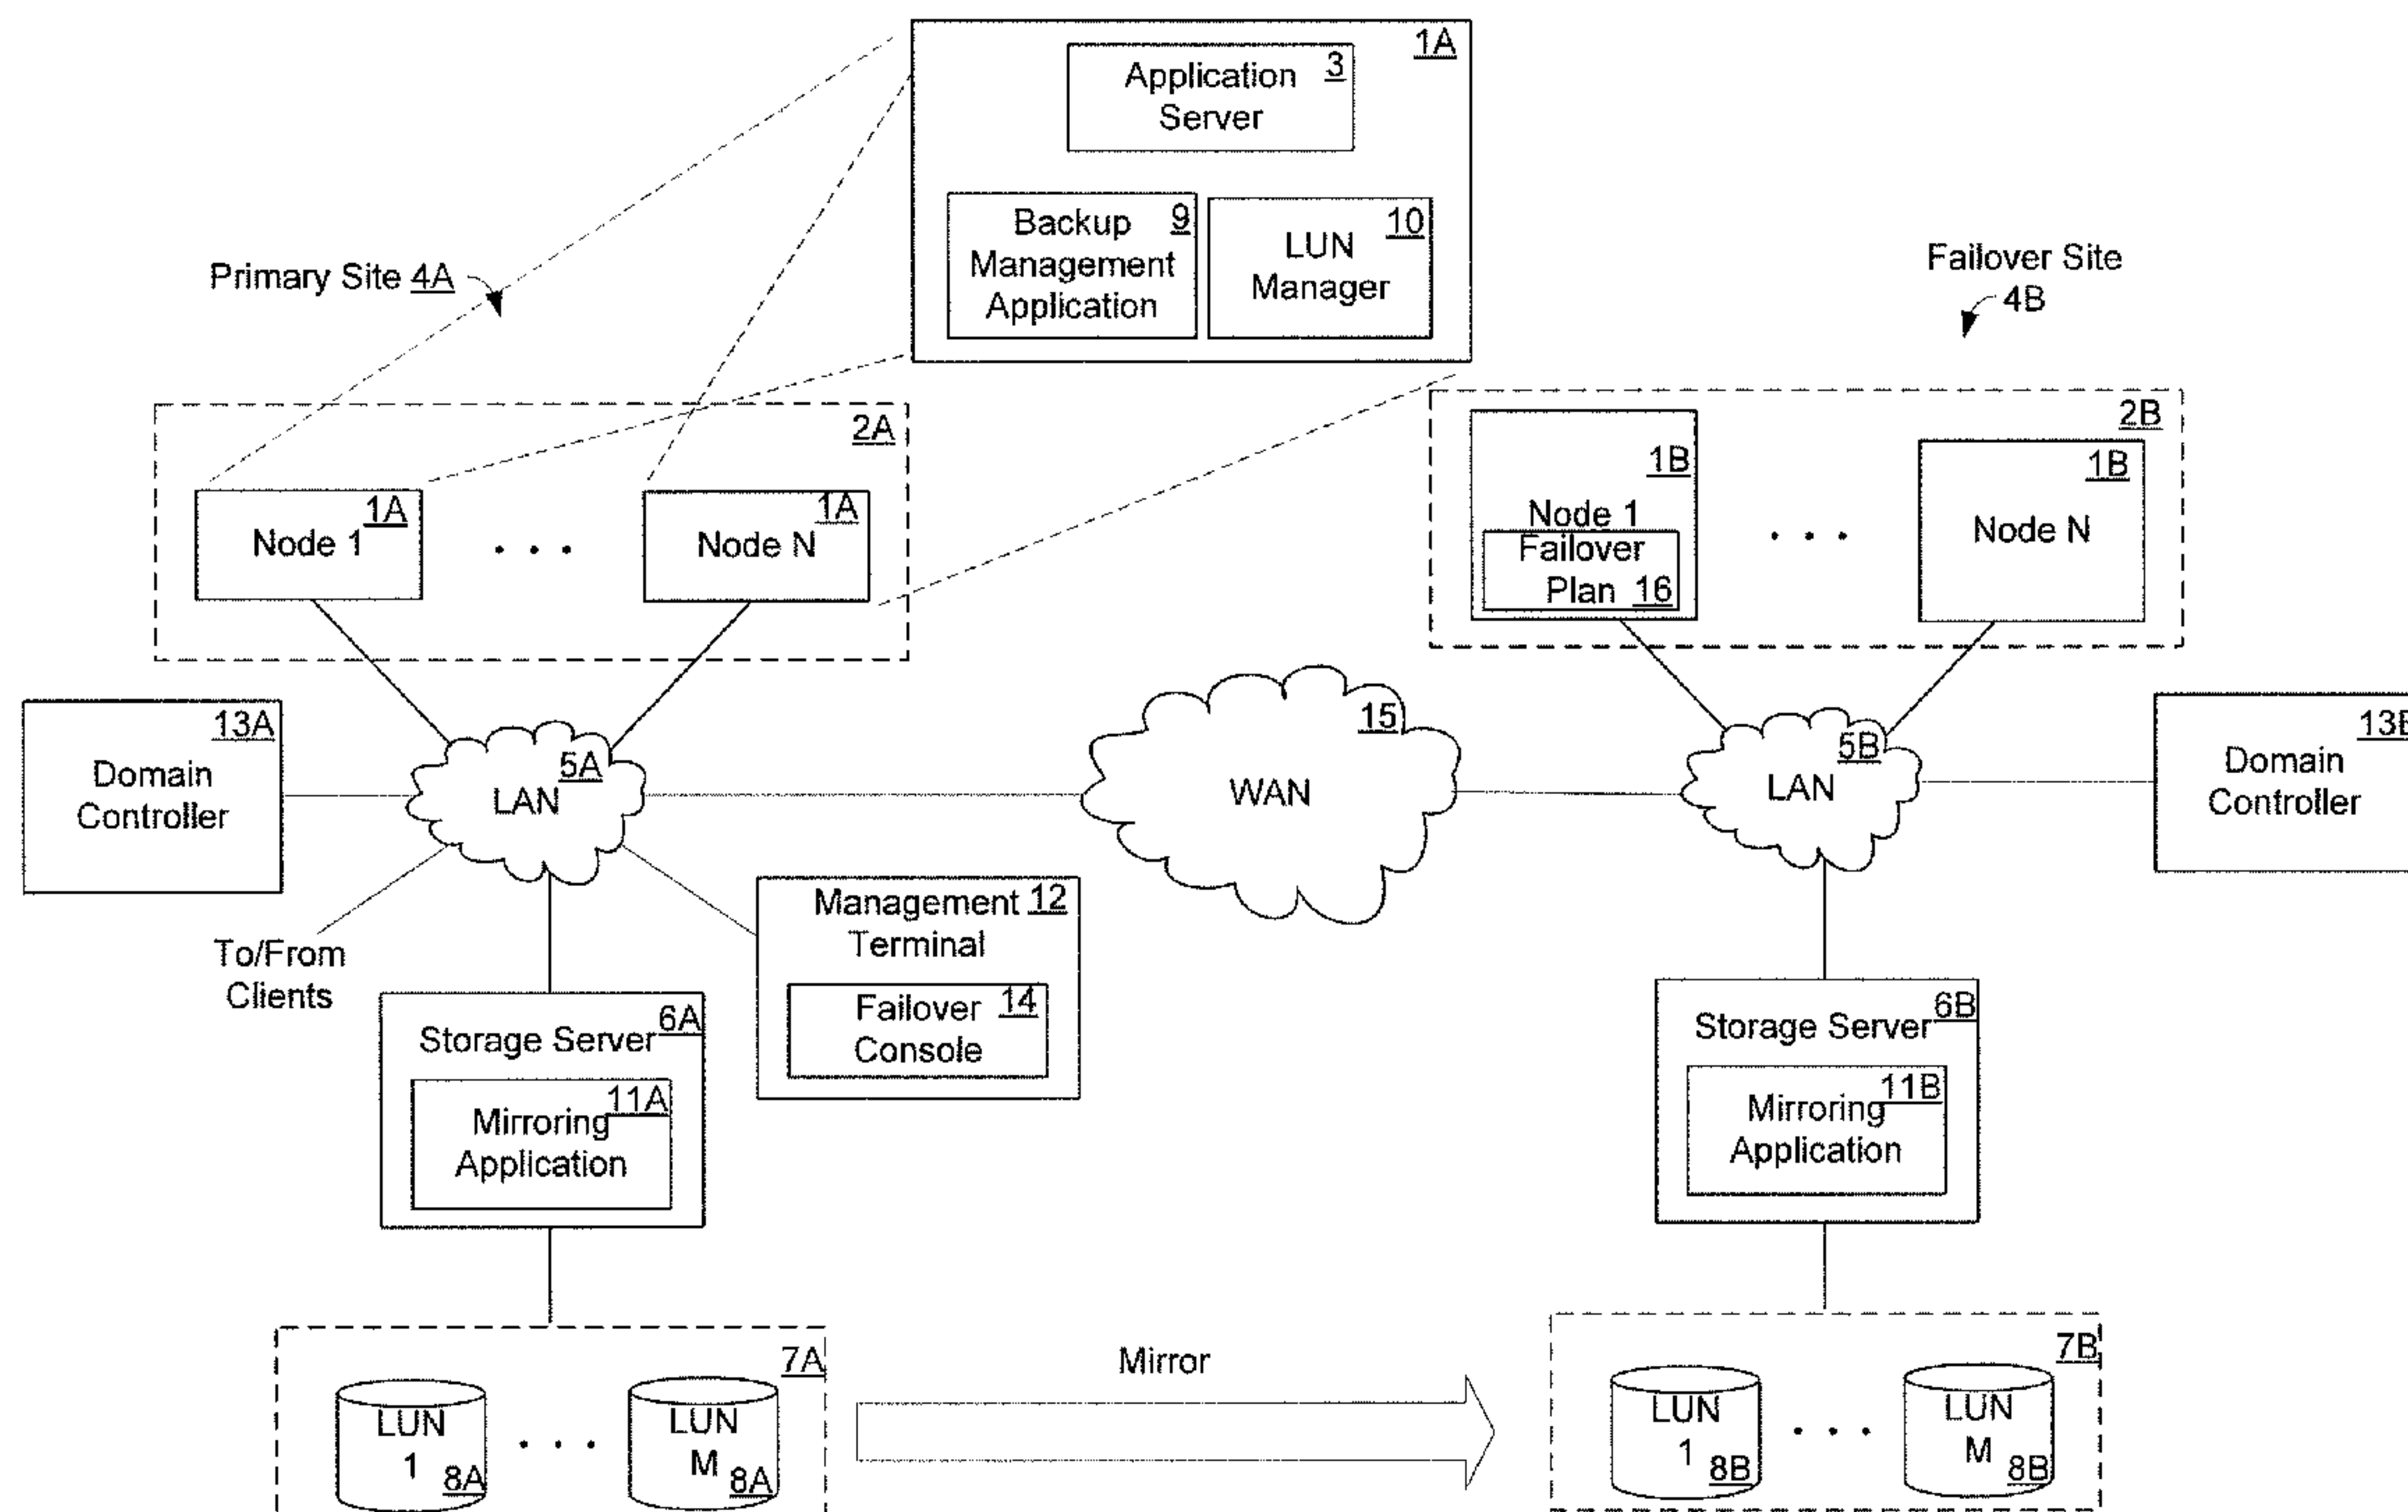 1A
Application 3
Server
Backup 9
Management
Application
LUN 10
Manager
Primary Site 4A
Failover Site
4B
2A
Node 1 1A
. . .
Node N 1A
2B
1B
Node 1
Failover
Plan 16
. . .
1B
Node N
13A
Domain
Controller
5A
LAN
15
WAN
5B
LAN
13B
Domain
Controller
To/From
Clients
Management 12
Terminal
Failover 14
Console
6A
Storage Server
11A
Mirroring
Application
6B
Storage Server
11B
Mirroring
Application
7A
LUN
1
8A
. . .
LUN
M
8A
Mirror
7B
LUN
1
8B
. . .
LUN
M
8B